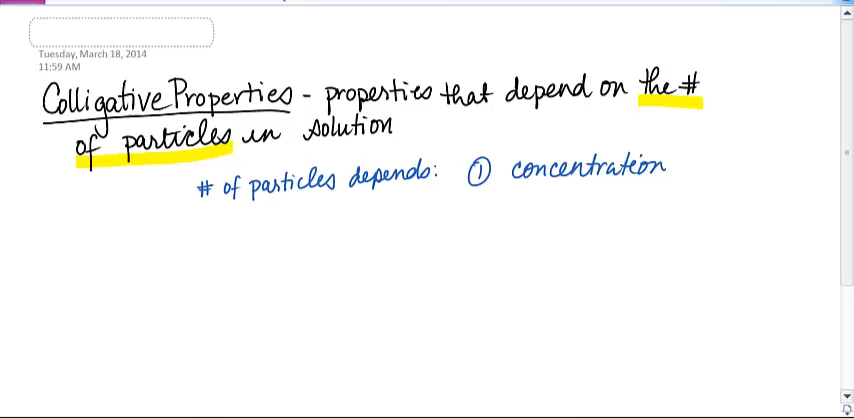 Tuesday, March 18, 2014
11:59 AM
Colligative Properties - properties that depend on the #
of particles in solution
# of particles depends: ① concentration